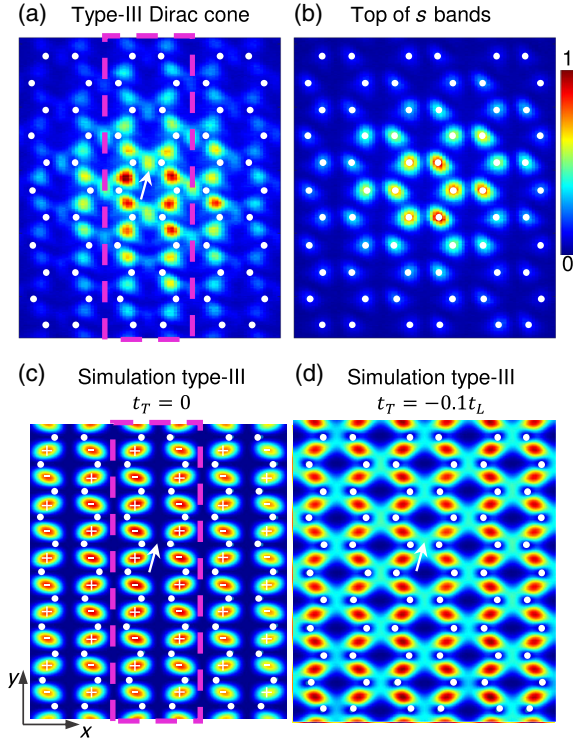 (a) Type-III Dirac cone
(b) Top of s bands
1
0
(c) Simulation type-III
t_T = 0
(d) Simulation type-III
t_T = −0.1t_L
y
x